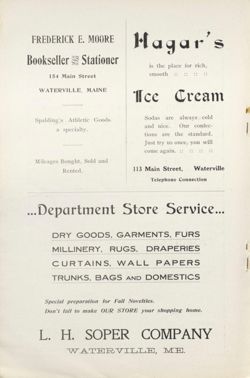 FREDERICK E. MOORE
Bookseller and Stationer
154 Main Street
WATERVILLE, MAINE
Spalding's Athletic Goods
a specialty.
Mileages Bought, Sold and
Rented.
Hagar's
is the place for rich,
smooth
Ice Cream
Sodas are always cold
and nice. Our confec-
tions are the standard.
Just try us once, you will
come again.
113 Main Street, Waterville
Telephone Connection
...Department Store Service...
DRY GOODS, GARMENTS, FURS
MILLINERY, RUGS, DRAPERIES
CURTAINS, WALL PAPERS
TRUNKS, BAGS AND DOMESTICS
Special preparation for Fall Novelties.
Don't fail to make OUR STORE your shopping home.
L. H. SOPER COMPANY
WATERVILLE, ME.